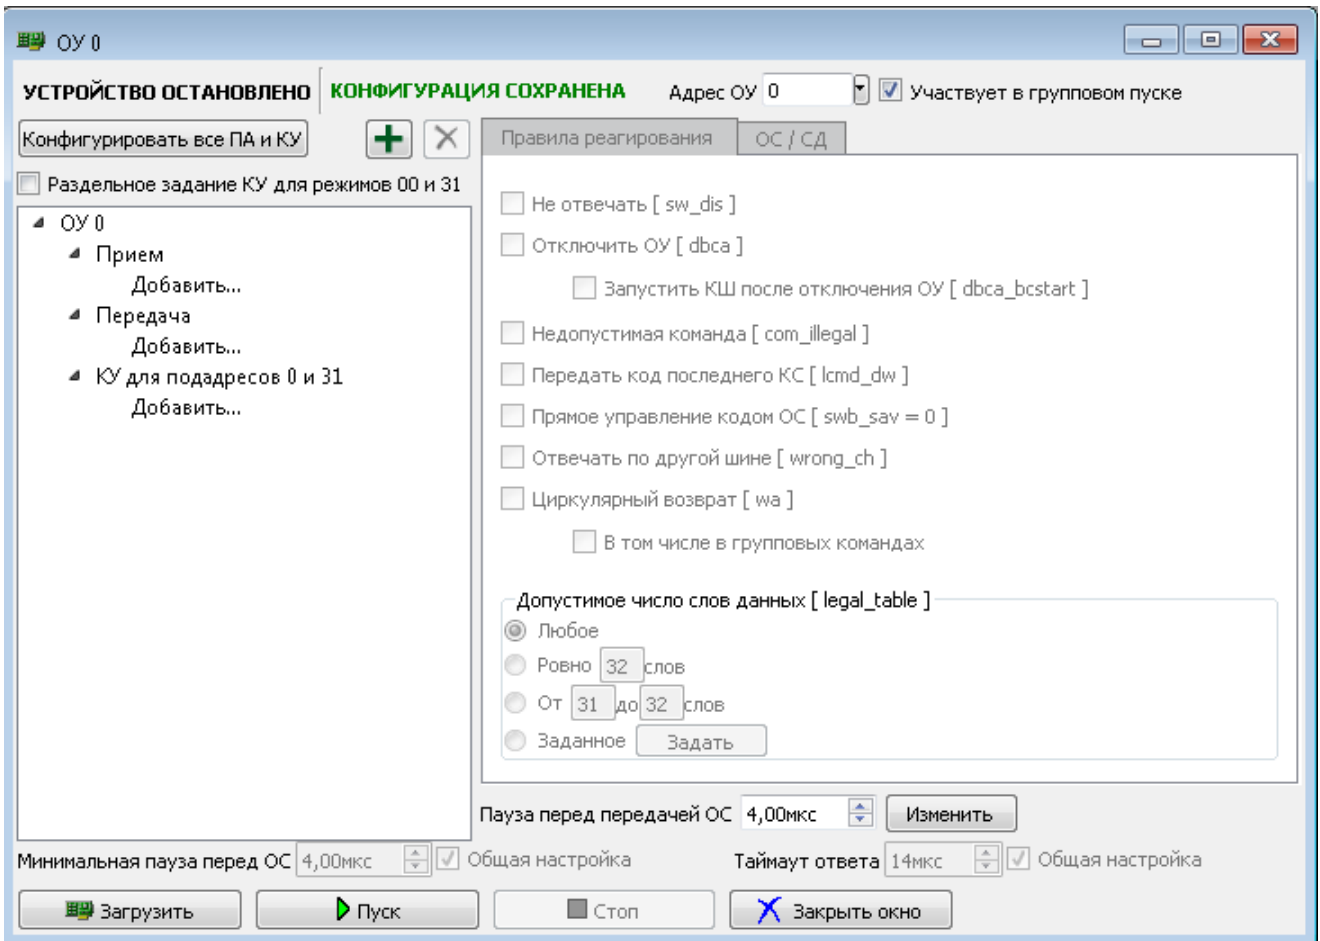 ОУ 0
УСТРОЙСТВО ОСТАНОВЛЕНО КОНФИГУРАЦИЯ СОХРАНЕНА Адрес ОУ 0 Участвует в групповом пуске
Конфигурировать все ПА и КУ
Раздельное задание КУ для режимов 00 и 31
ОУ 0
Прием
Добавить...
Передача
Добавить...
КУ для подадресов 0 и 31
Добавить...
Правила реагирования ОС / СД
Не отвечать [ sw_dis ]
Отключить ОУ [ dbca ]
Запустить КШ после отключения ОУ [ dbca_bcstart ]
Недопустимая команда [ com_illegal ]
Передать код последнего КС [ lcmd_dw ]
Прямое управление кодом ОС [ swb_sav = 0 ]
Отвечать по другой шине [ wrong_ch ]
Циркулярный возврат [ wa ]
В том числе в групповых командах
Допустимое число слов данных [ legal_table ]
Любое
Ровно 32 слов
От 31 до 32 слов
Заданное Задать
Пауза перед передачей ОС 4,00мкс Изменить
Минимальная пауза перед ОС 4,00мкс Общая настройка Таймаут ответа 14мкс Общая настройка
Загрузить Пуск Стоп Закрыть окно